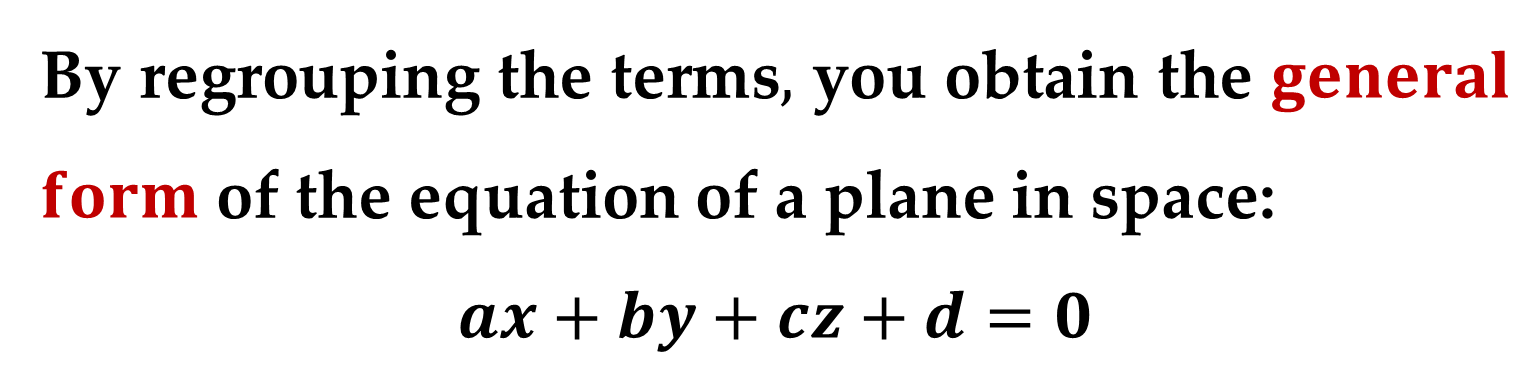 By regrouping the terms, you obtain the general
form of the equation of a plane in space:
ax + by + cz + d = 0